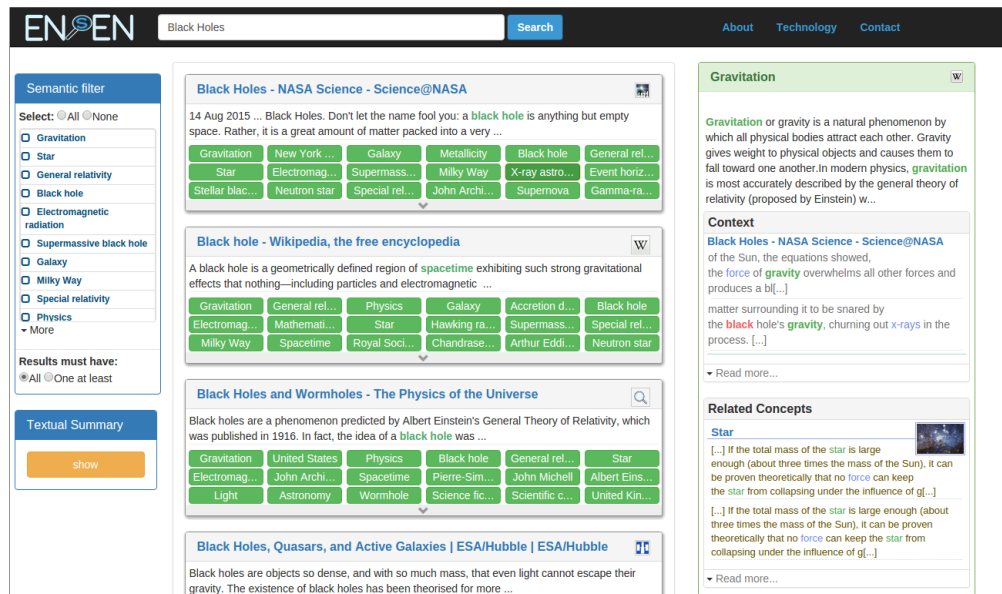 ENSEN
Black Holes
Search
About Technology Contact
Semantic filter
Select: All None
Gravitation
Star
General relativity
Black hole
Electromagnetic
radiation
Supermassive black hole
Galaxy
Milky Way
Special relativity
Physics
More
Results must have:
All One at least
Textual Summary
show
Black Holes - NASA Science - Science@NASA
14 Aug 2015 ... Black Holes. Don't let the name fool you: a black hole is anything but empty
space. Rather, it is a great amount of matter packed into a very ...
Gravitation New York ... Galaxy Metallicity Black hole General rel...
Star Electromag... Supermass... Milky Way X-ray astro... Event horiz...
Stellar blac... Neutron star Special rel... John Archi... Supernova Gamma-ra...
Black hole - Wikipedia, the free encyclopedia
W
A black hole is a geometrically defined region of spacetime exhibiting such strong gravitational
effects that nothing—including particles and electromagnetic ...
Gravitation General rel... Physics Galaxy Accretion d... Black hole
Electromag... Mathemati... Star Hawking ra... Supermass... Special rel...
Milky Way Spacetime Royal Soci... Chandrase... Arthur Eddi... Neutron star
Black Holes and Wormholes - The Physics of the Universe
Black holes are a phenomenon predicted by Albert Einstein's General Theory of Relativity, which
was published in 1916. In fact, the idea of a black hole was ...
Gravitation United States Physics Black hole General rel... Star
Electromag... John Archi... Spacetime Pierre-Sim... John Michell Albert Eins...
Light Astronomy Wormhole Science fic... Scientific c... United Kin...
Black Holes, Quasars, and Active Galaxies | ESA/Hubble | ESA/Hubble
Black holes are objects so dense, and with so much mass, that even light cannot escape their
gravity. The existence of black holes has been theorised for more ...
Gravitation
W
Gravitation or gravity is a natural phenomenon by
which all physical bodies attract each other. Gravity
gives weight to physical objects and causes them to
fall toward one another.In modern physics, gravitation
is most accurately described by the general theory of
relativity (proposed by Einstein) w...
Context
Black Holes - NASA Science - Science@NASA
of the Sun, the equations showed,
the force of gravity overwhelms all other forces and
produces a bl[...]
matter surrounding it to be snared by
the black hole's gravity, churning out x-rays in the
process. [...]
Read more...
Related Concepts
Star
[...] If the total mass of the star is large
enough (about three times the mass of the Sun), it can
be proven theoretically that no force can keep
the star from collapsing under the influence of g[...]
[...] If the total mass of the star is large enough (about
three times the mass of the Sun), it can be proven
theoretically that no force can keep the star from
collapsing under the influence of g[...]
Read more...